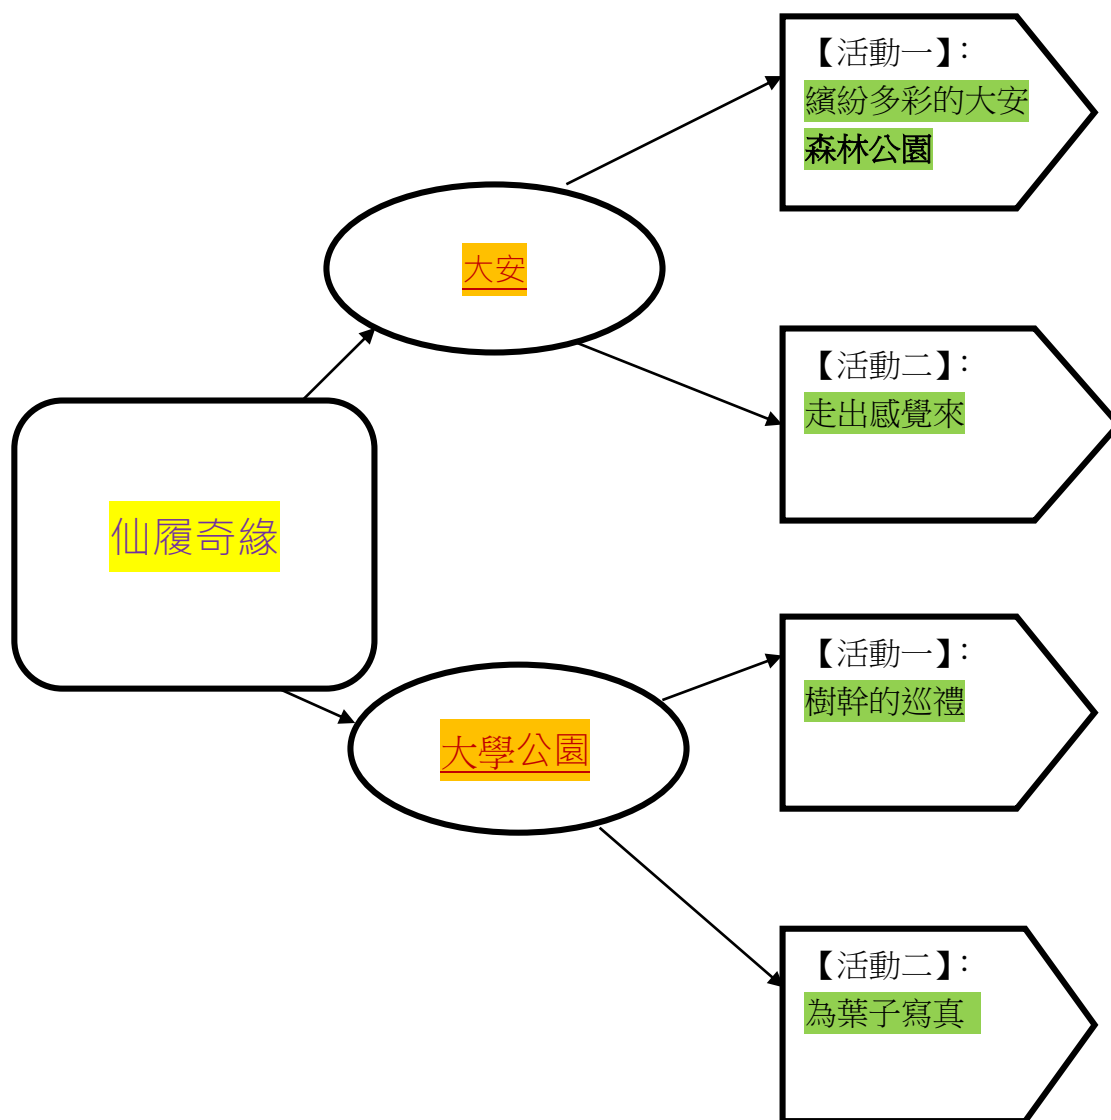 仙履奇緣
大安
【活動一】：
繽紛多彩的大安
森林公園
【活動二】：
走出感覺來
大學公園
【活動一】：
樹幹的巡禮
【活動二】：
為葉子寫真